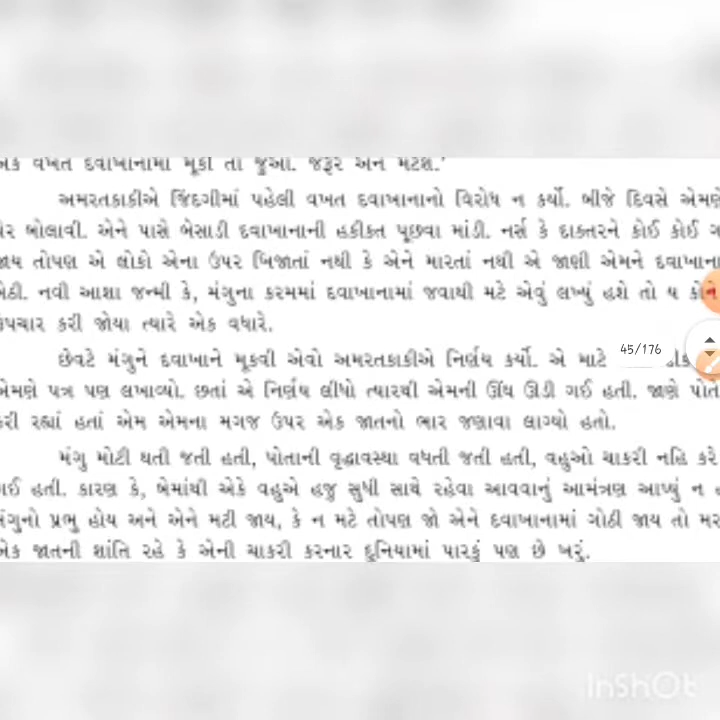 એક વખત દવાખાનામાં મૂકી તો જુઓ. જરૂર એને મટશે.'
અમરતકાકીએ જિંદગીમાં પહેલી વખત દવાખાનાનો વિરોધ ન કર્યો. બીજે દિવસે એમણે
ઘેર બોલાવી. એને પાસે બેસાડી દવાખાનાની હકીકત પૂછવા માંડી. નર્સ કે દાક્તરને કોઈ કોઈ ગ
જાય તોપણ એ લોકો એના ઉપર ખિજાતાં નથી કે એને મારતાં નથી એ જાણી એમને દવાખાના
બેઠી. નવી આશા જન્મી કે, મંગુના કરમમાં દવાખાનામાં જવાથી મટે એવું લખ્યું હશે તો ય કોને
ઉપચાર કરી જોયા ત્યારે એક વધારે.
છેવટે મંગુને દવાખાને મૂકવી એવો અમરતકાકીએ નિર્ણય કર્યો. એ માટે
45/176
એમણે પત્ર પણ લખાવ્યો. છતાં એ નિર્ણય લીધો ત્યારથી એમની ઊંઘ ઊડી ગઈ હતી. જાણે પોત
કરી રહ્યાં હતાં એમ એમના મગજ ઉપર એક જાતનો ભાર જણાવા લાગ્યો હતો.
મંગુ મોટી થતી જતી હતી, પોતાની વૃદ્ધાવસ્થા વધતી જતી હતી, વહુઓ ચાકરી નહિ કરે
ગઈ હતી. કારણ કે, બેમાંથી એકે વહુએ હજુ સુધી સાથે રહેવા આવવાનું આમંત્રણ આપ્યું ન હ
મંગુનો પ્રભુ હોય અને એને મટી જાય, કે ન મટે તોપણ જો એને દવાખાનામાં ગોઠી જાય તો મર
એક જાતની શાંતિ રહે કે એની ચાકરી કરનાર દુનિયામાં પારકું પણ છે ખરું.
InShOt